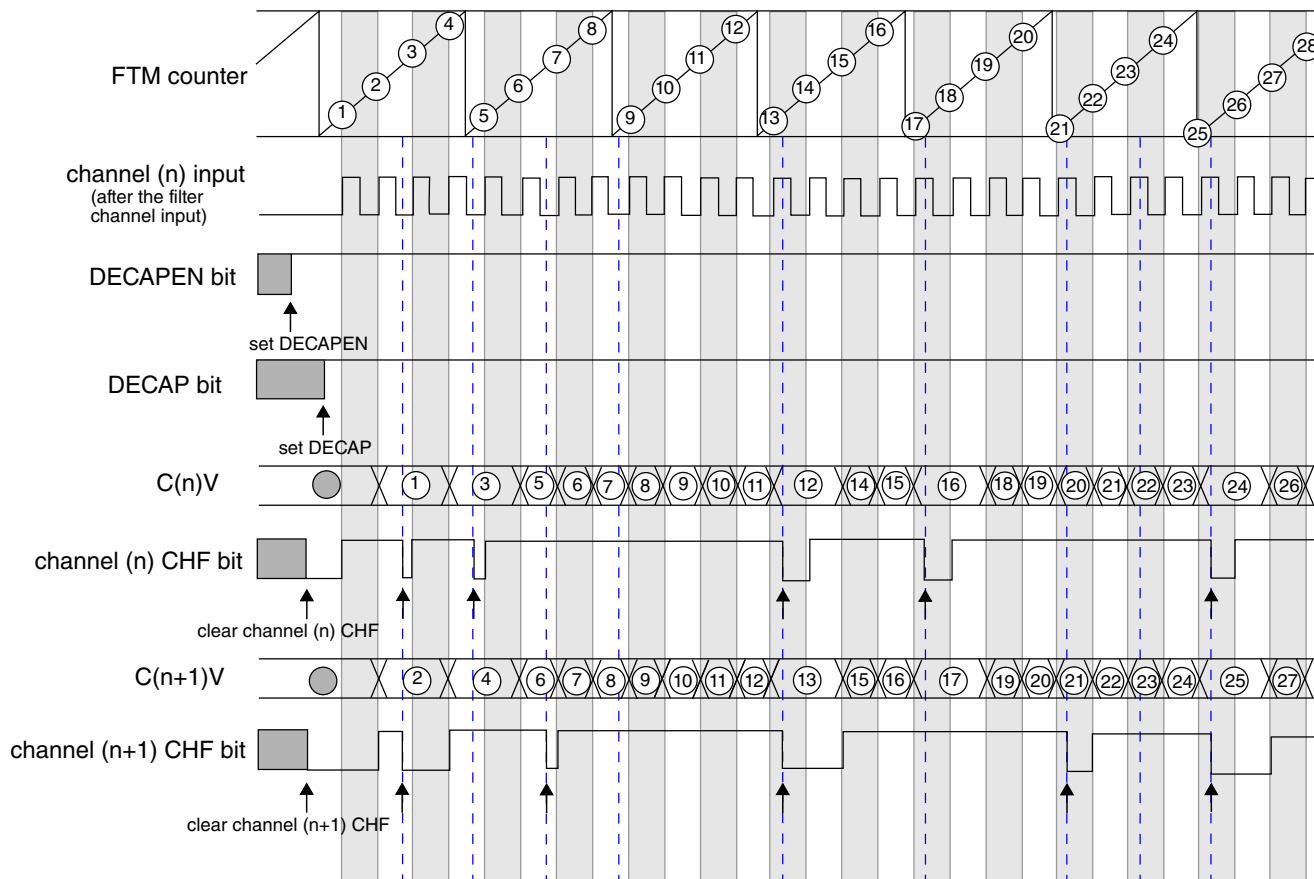 FTM counter
1 2 3 4 5 6 7 8 9 10 11 12 13 14 15 16 17 18 19 20 21 22 23 24 25 26 27 28
channel (n) input
(after the filter
channel input)
DECAPEN bit
set DECAPEN
DECAP bit
set DECAP
C(n)V
1 3 5 6 7 8 9 10 11 12 14 15 16 18 19 20 21 22 23 24 26
channel (n) CHF bit
clear channel (n) CHF
C(n+1)V
2 4 6 7 8 9 10 11 12 13 15 16 17 19 20 21 22 23 24 25 27
channel (n+1) CHF bit
clear channel (n+1) CHF